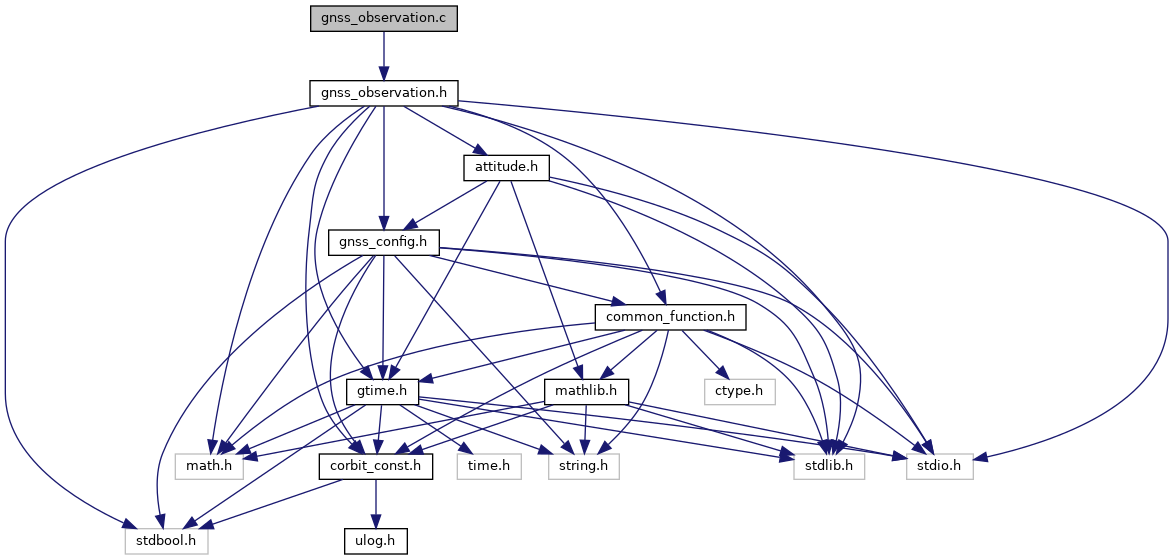 gnss_observation.c
gnss_observation.h
attitude.h
gnss_config.h
common_function.h
gtime.h
mathlib.h
ctype.h
math.h
corbit_const.h
time.h
string.h
stdlib.h
stdio.h
stdbool.h
ulog.h